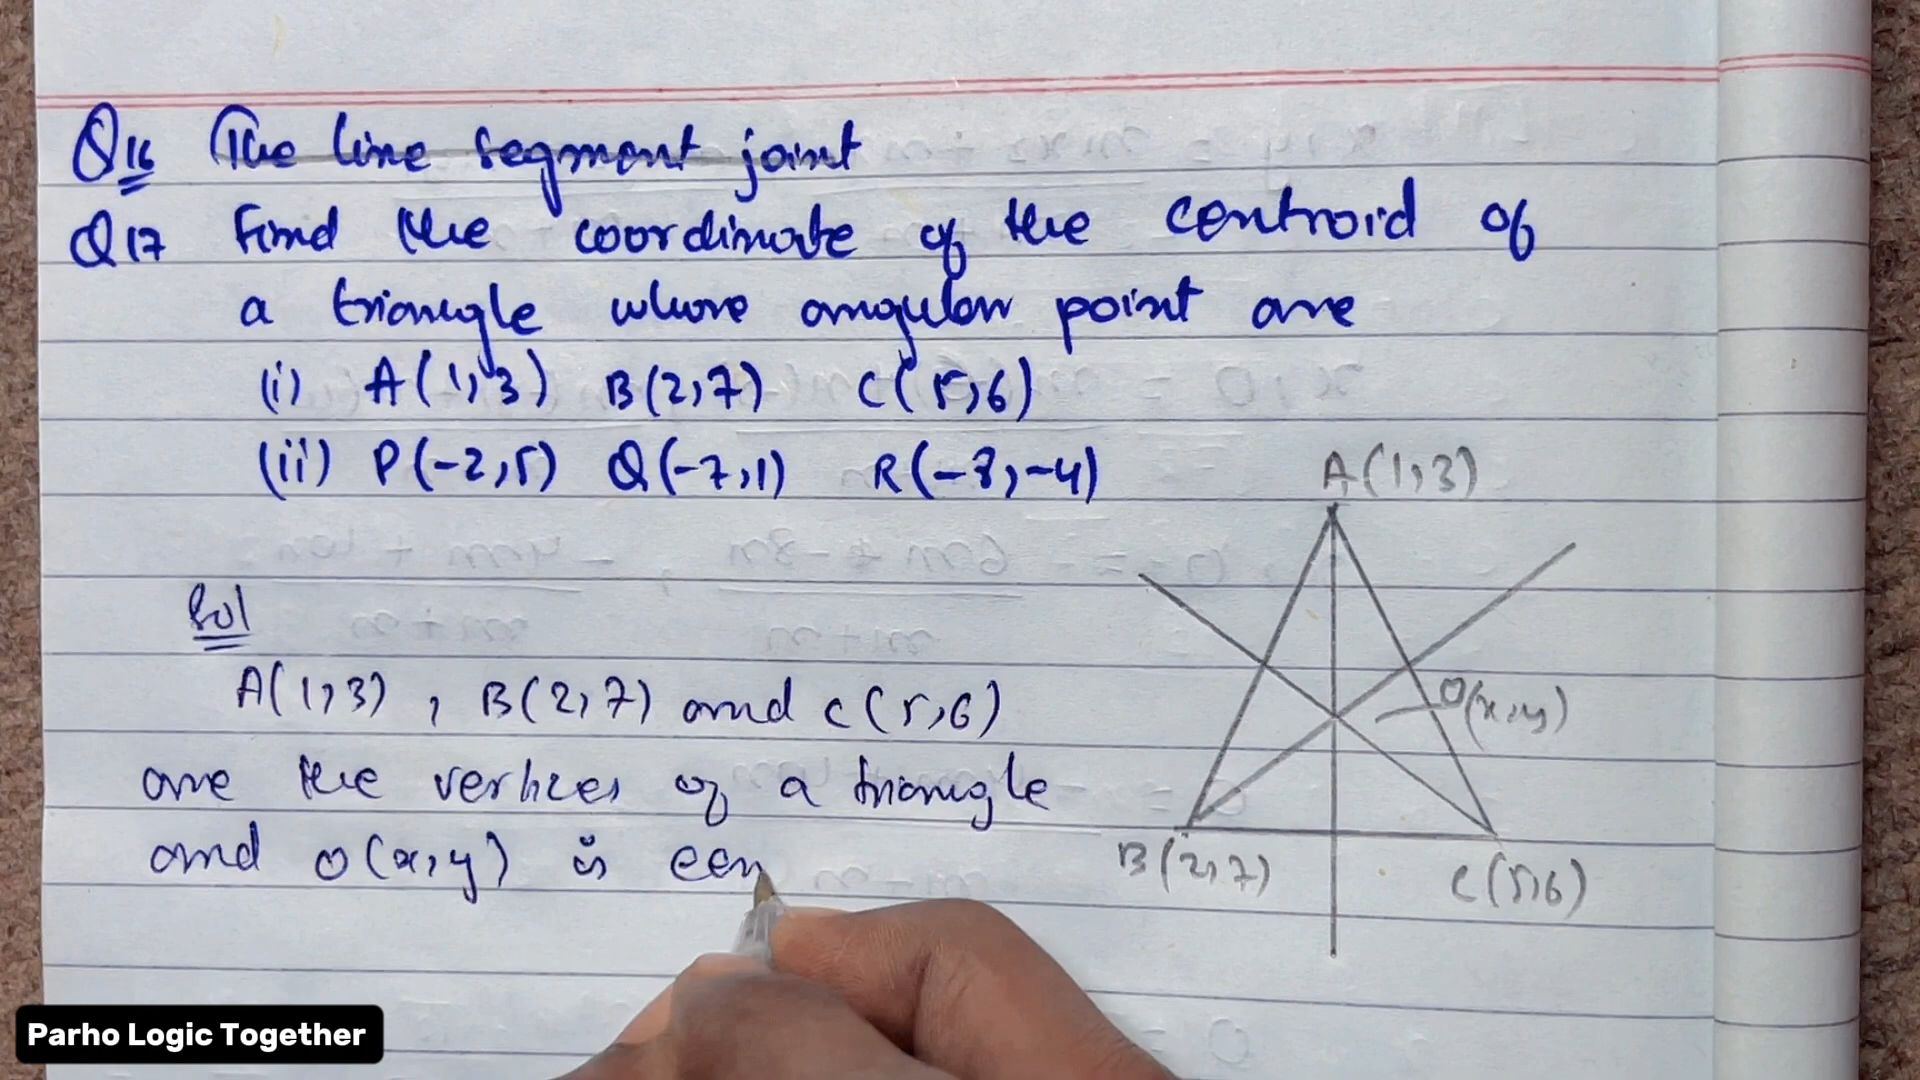 Q16 The line segment joint
Q17 Find the coordinate of the centroid of
a triangle whose angular point are
(i) A(1,3) B(2,7) C(5,6)
(ii) P(-2,5) Q(-7,1) R(-8,-4)
Sol
A(1,3), B(2,7) and C(5,6)
are the vertices of a triangle
and O(x,y) is cen
A(1,3)
O(x,y)
B(2,7)
C(5,6)
Parho Logic Together